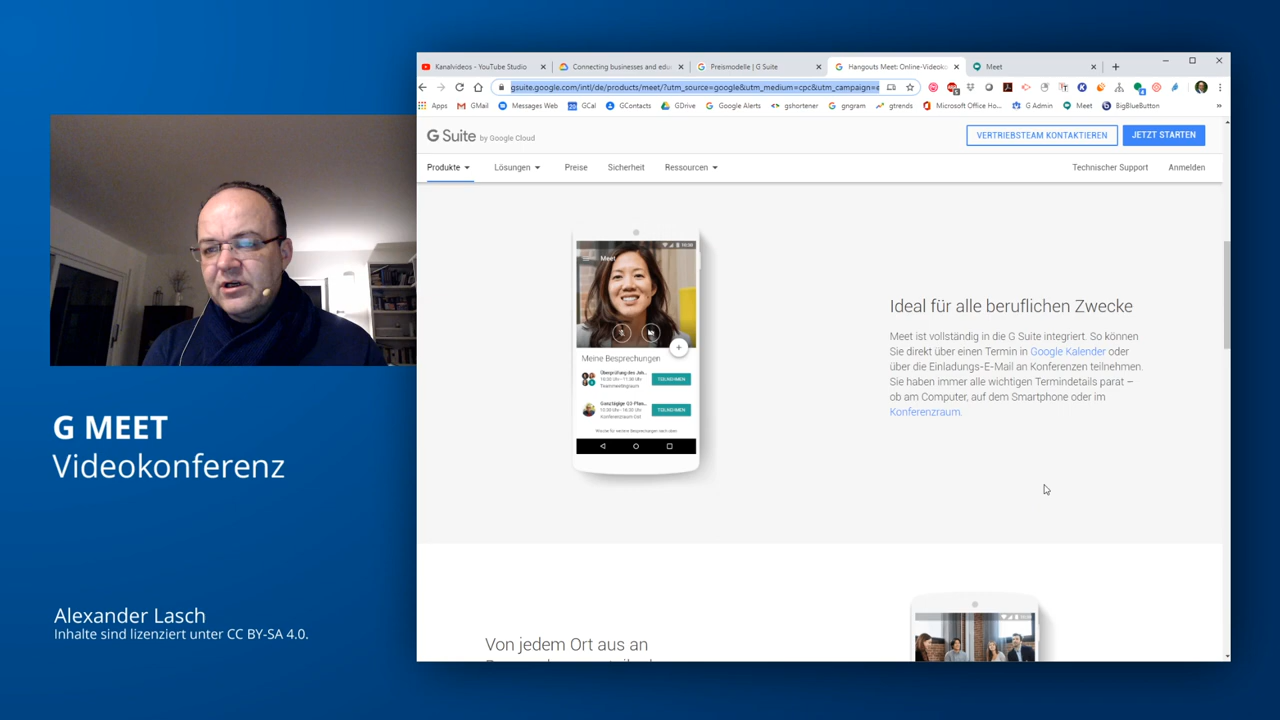 Kanalvideos - YouTube Studio
Connecting businesses and edu
Preismodelle | G Suite
Hangouts Meet: Online-Videoko
Meet
gsuite.google.com/intl/de/products/meet/?utm_source=google&utm_medium=cpc&utm_campaign=e
Apps
GMail
Messages Web
GCal
GContacts
GDrive
Google Alerts
gshortener
gngram
gtrends
Microsoft Office Ho...
G Admin
Meet
BigBlueButton
G Suite by Google Cloud
VERTRIEBSTEAM KONTAKTIEREN
JETZT STARTEN
Produkte
Lösungen
Preise
Sicherheit
Ressourcen
Technischer Support
Anmelden
Meet
Meine Besprechungen
TEILNEHMEN
TEILNEHMEN
Ideal für alle beruflichen Zwecke
Meet ist vollständig in die G Suite integriert. So können
Sie direkt über einen Termin in Google Kalender oder
über die Einladungs-E-Mail an Konferenzen teilnehmen.
Sie haben immer alle wichtigen Termindetails parat –
ob am Computer, auf dem Smartphone oder im
Konferenzraum.
Von jedem Ort aus an
G MEET
Videokonferenz
Alexander Lasch
Inhalte sind lizenziert unter CC BY-SA 4.0.